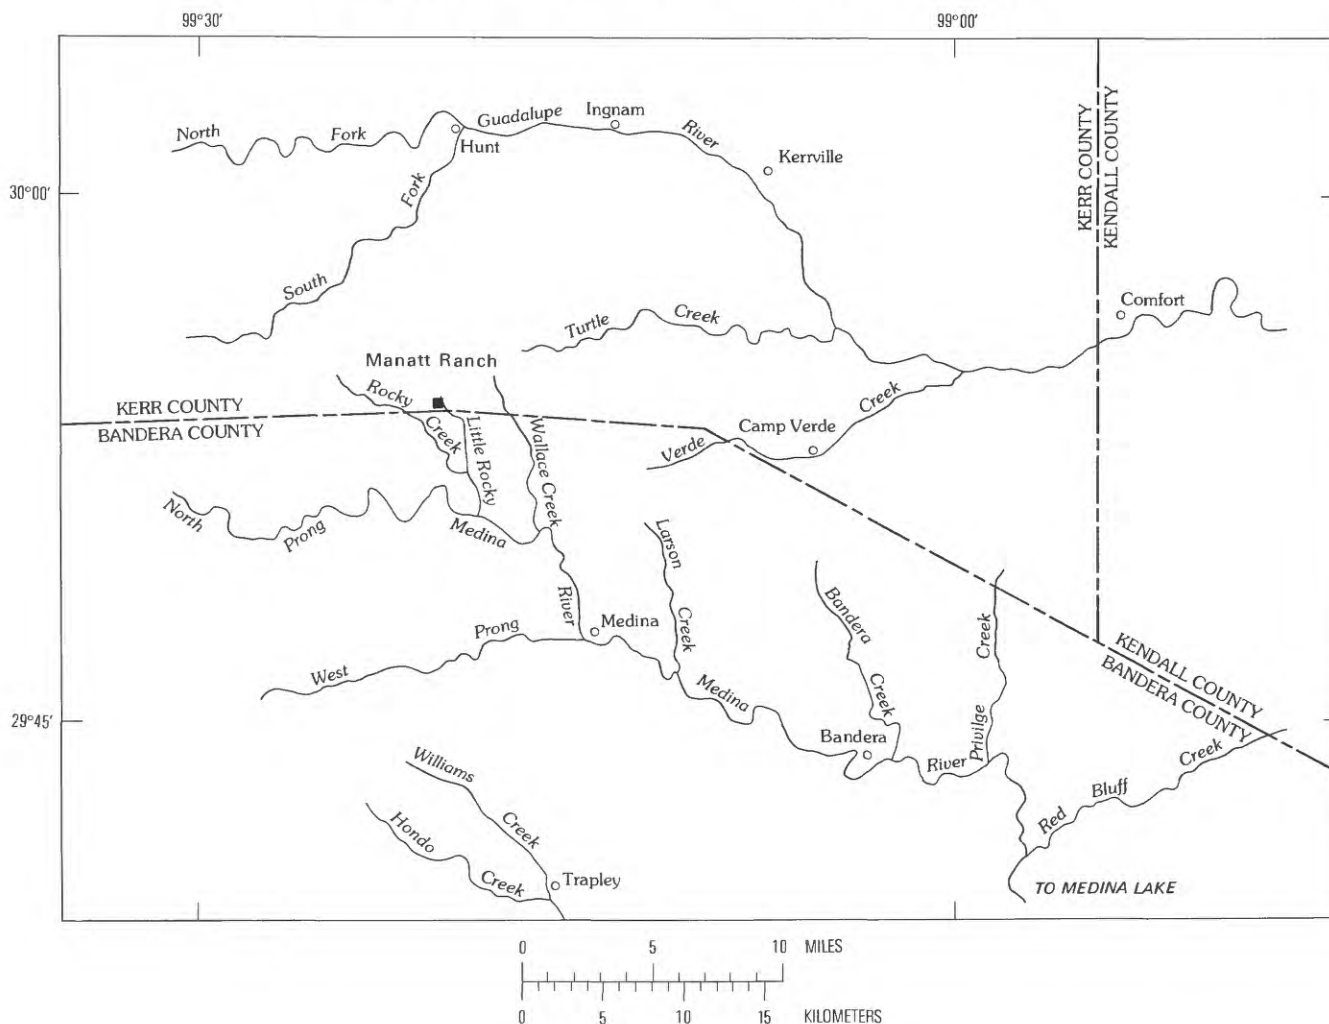 99°30′
99°00′
North Fork
Guadalupe River
Ingnam
Hunt
Kerrville
KERR COUNTY
KENDALL COUNTY
30°00′
South Fork
Comfort
Turtle Creek
Manatt Ranch
Rocky Creek
Little Rocky
Wallace Creek
KERR COUNTY
BANDERA COUNTY
Camp Verde
Verde Creek
North Prong
Medina River
Larson Creek
Bandera Creek
Privilge Creek
West Prong
Medina
KENDALL COUNTY
BANDERA COUNTY
29°45′
Medina River
Bandera
Red Bluff Creek
Williams Creek
Hondo Creek
Trapley
TO MEDINA LAKE
0 5 10 MILES
0 5 10 15 KILOMETERS